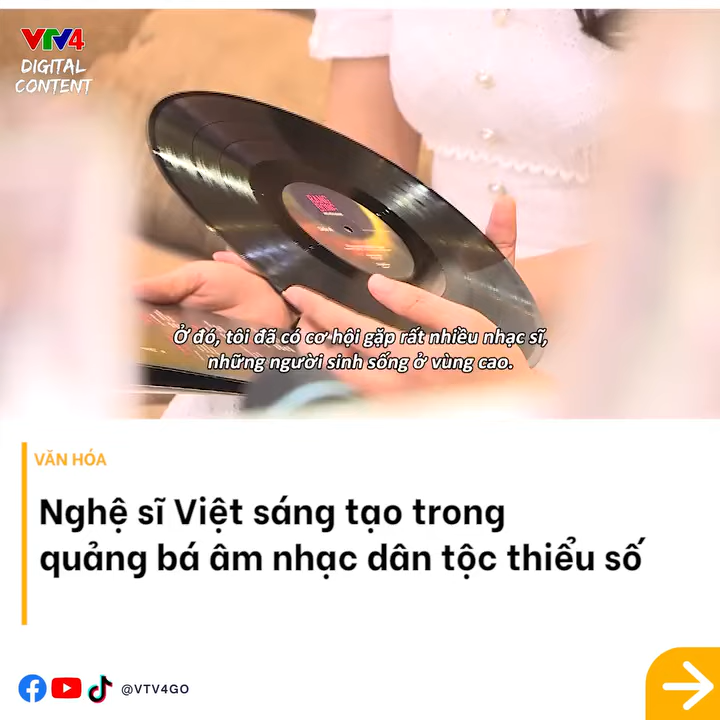 VTV4
DIGITAL
CONTENT
Ở đó, tôi đã có cơ hội gặp rất nhiều nhạc sĩ,
những người sinh sống ở vùng cao.
VĂN HÓA
Nghệ sĩ Việt sáng tạo trong
quảng bá âm nhạc dân tộc thiểu số
@VTV4GO